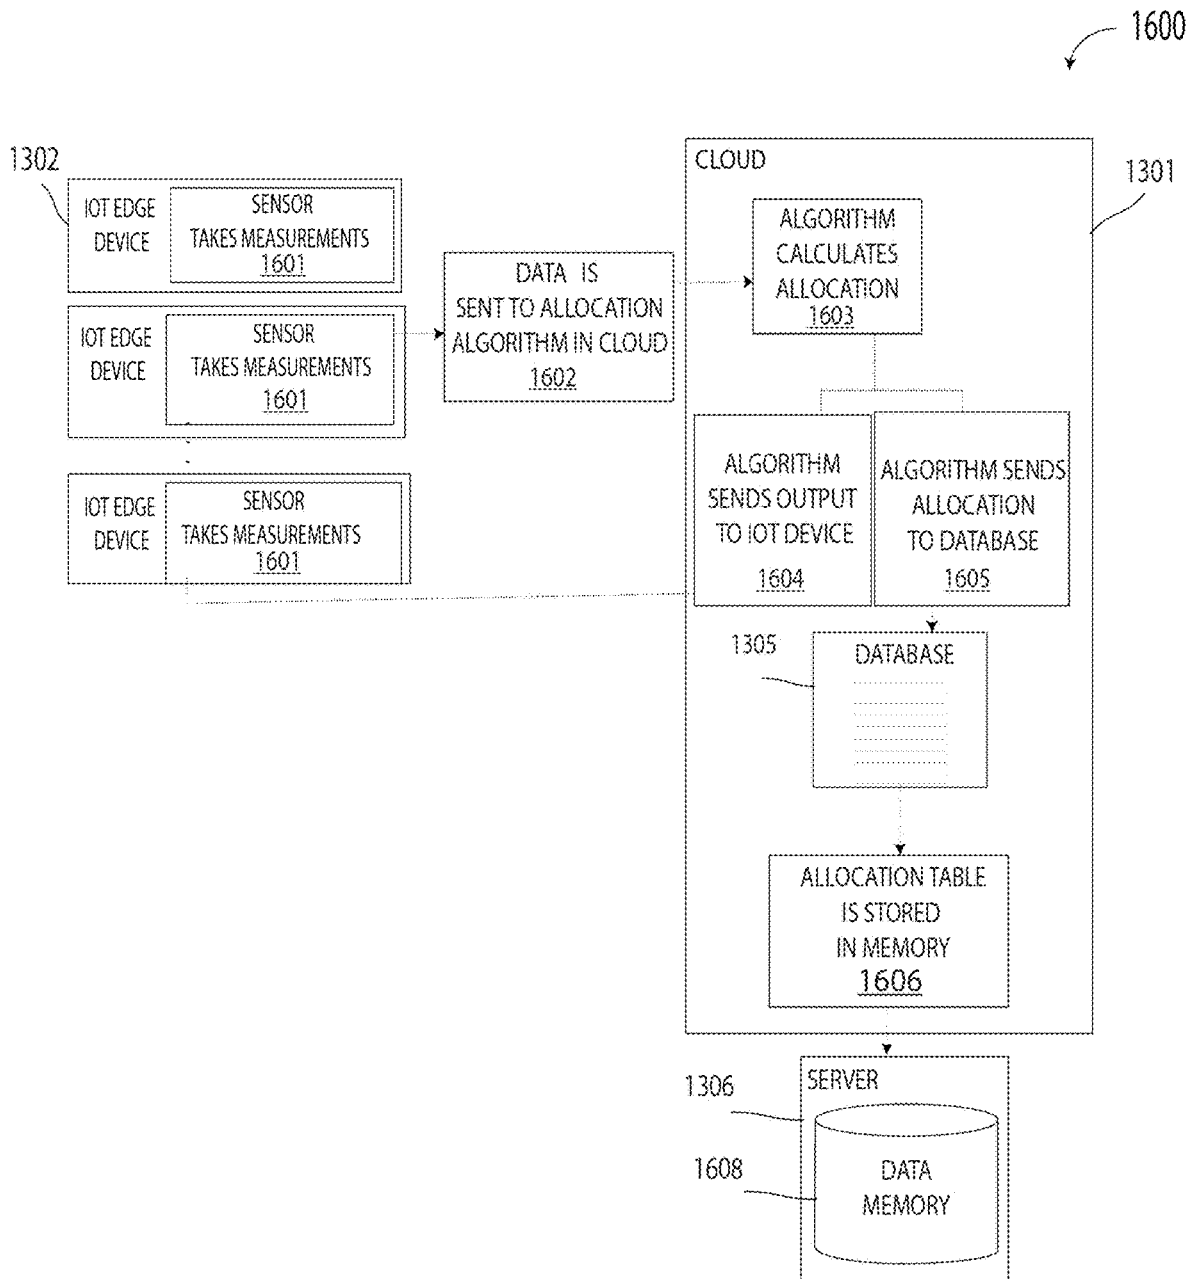 1600
1302
IOT EDGE
DEVICE
SENSOR
TAKES MEASUREMENTS
1601
IOT EDGE
DEVICE
SENSOR
TAKES MEASUREMENTS
1601
IOT EDGE
DEVICE
SENSOR
TAKES MEASUREMENTS
1601
DATA IS
SENT TO ALLOCATION
ALGORITHM IN CLOUD
1602
CLOUD
1301
ALGORITHM
CALCULATES
ALLOCATION
1603
ALGORITHM
SENDS OUTPUT
TO IOT DEVICE
1604
ALGORITHM SENDS
ALLOCATION
TO DATABASE
1605
1305
DATABASE
ALLOCATION TABLE
IS STORED
IN MEMORY
1606
1306
SERVER
1608
DATA
MEMORY